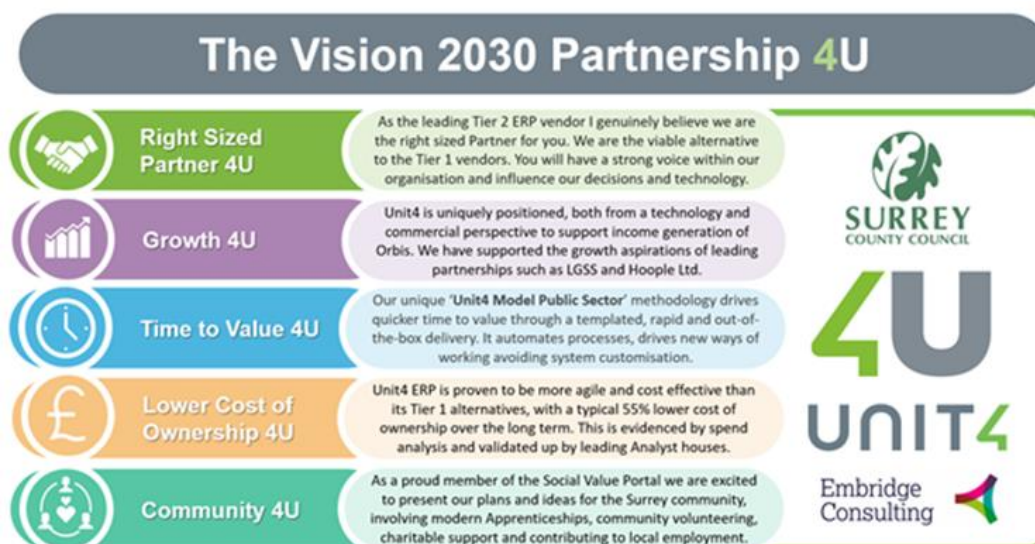 The Vision 2030 Partnership 4U
Right Sized
Partner 4U
As the leading Tier 2 ERP vendor I genuinely believe we are
the right sized Partner for you. We are the viable alternative
to the Tier 1 vendors. You will have a strong voice within our
organisation and influence our decisions and technology.
Growth 4U
Unit4 is uniquely positioned, both from a technology and
commercial perspective to support income generation of
Orbis. We have supported the growth aspirations of leading
partnerships such as LGSS and Hoople Ltd.
Time to Value 4U
Our unique ‘Unit4 Model Public Sector’ methodology drives
quicker time to value through a templated, rapid and out-of-
the-box delivery. It automates processes, drives new ways of
working avoiding system customisation.
£
Lower Cost of
Ownership 4U
Unit4 ERP is proven to be more agile and cost effective than
its Tier 1 alternatives, with a typical 55% lower cost of
ownership over the long term. This is evidenced by spend
analysis and validated up by leading Analyst houses.
Community 4U
As a proud member of the Social Value Portal we are excited
to present our plans and ideas for the Surrey community,
involving modern Apprenticeships, community volunteering,
charitable support and contributing to local employment.
SURREY
COUNTY COUNCIL
4U
UNIT4
Embridge
Consulting